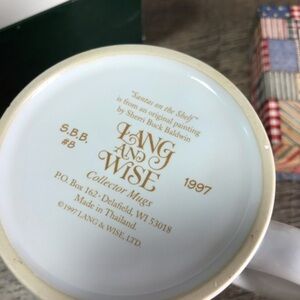 "Santas on the Shelf"
is from an original painting
by Sherri Buck Baldwin
LANG
AND
WISE
Collector Mugs
P.O. Box 162 • Delafield, WI 53018
Made in Thailand.
©1997 LANG & WISE, LTD.
S.B.B.
#5
1997